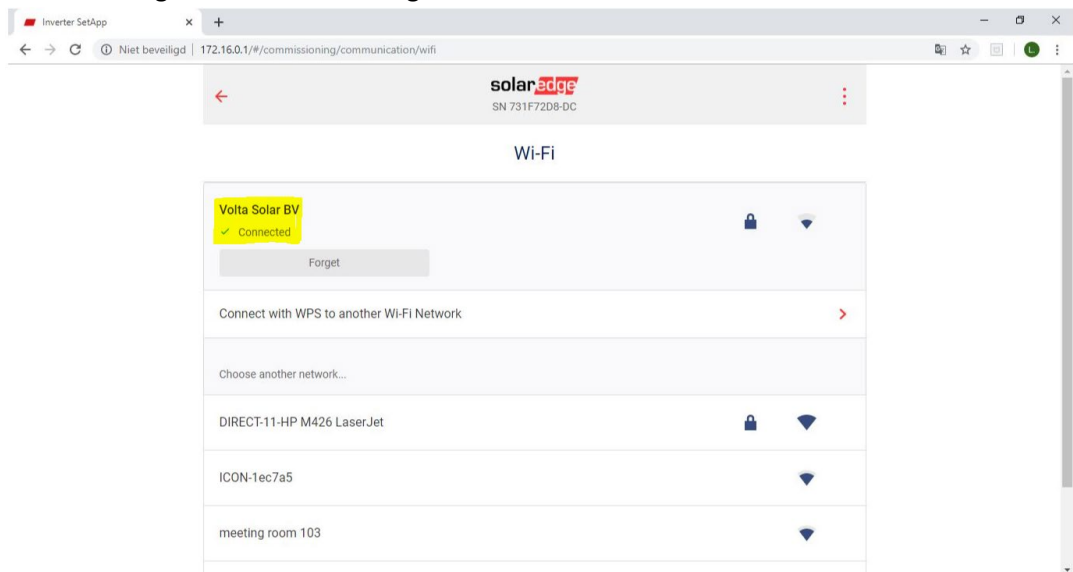 Inverter SetApp
Niet beveiligd | 172.16.0.1/#/commissioning/communication/wifi
L
solaredge
SN 731F72D8-DC
Wi-Fi
Volta Solar BV
Connected
Forget
Connect with WPS to another Wi-Fi Network
Choose another network...
DIRECT-11-HP M426 LaserJet
ICON-1ec7a5
meeting room 103